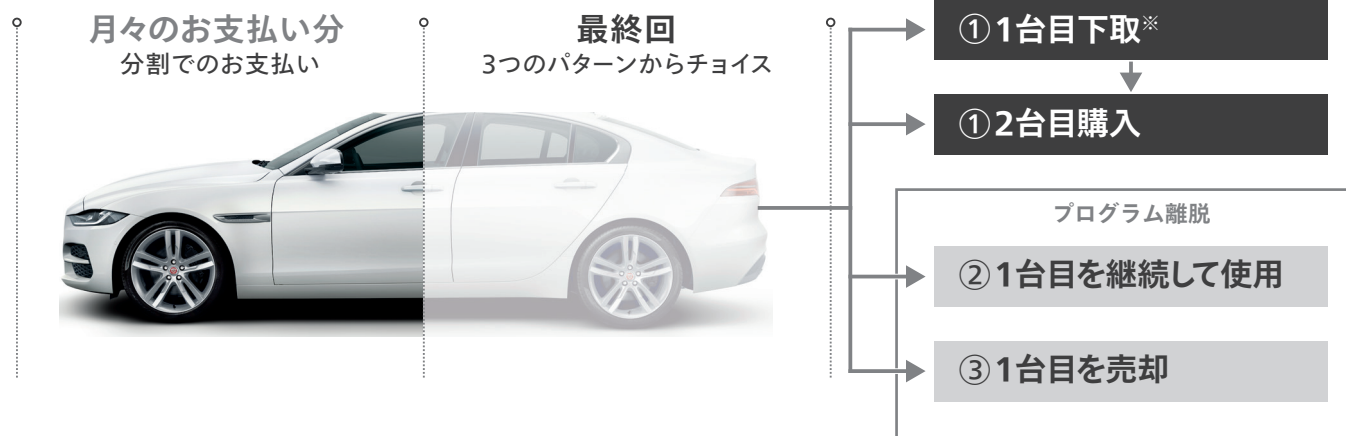 月々のお支払い分
分割でのお支払い
最終回
3つのパターンからチョイス
①1台目下取※
①2台目購入
プログラム離脱
②1台目を継続して使用
③1台目を売却